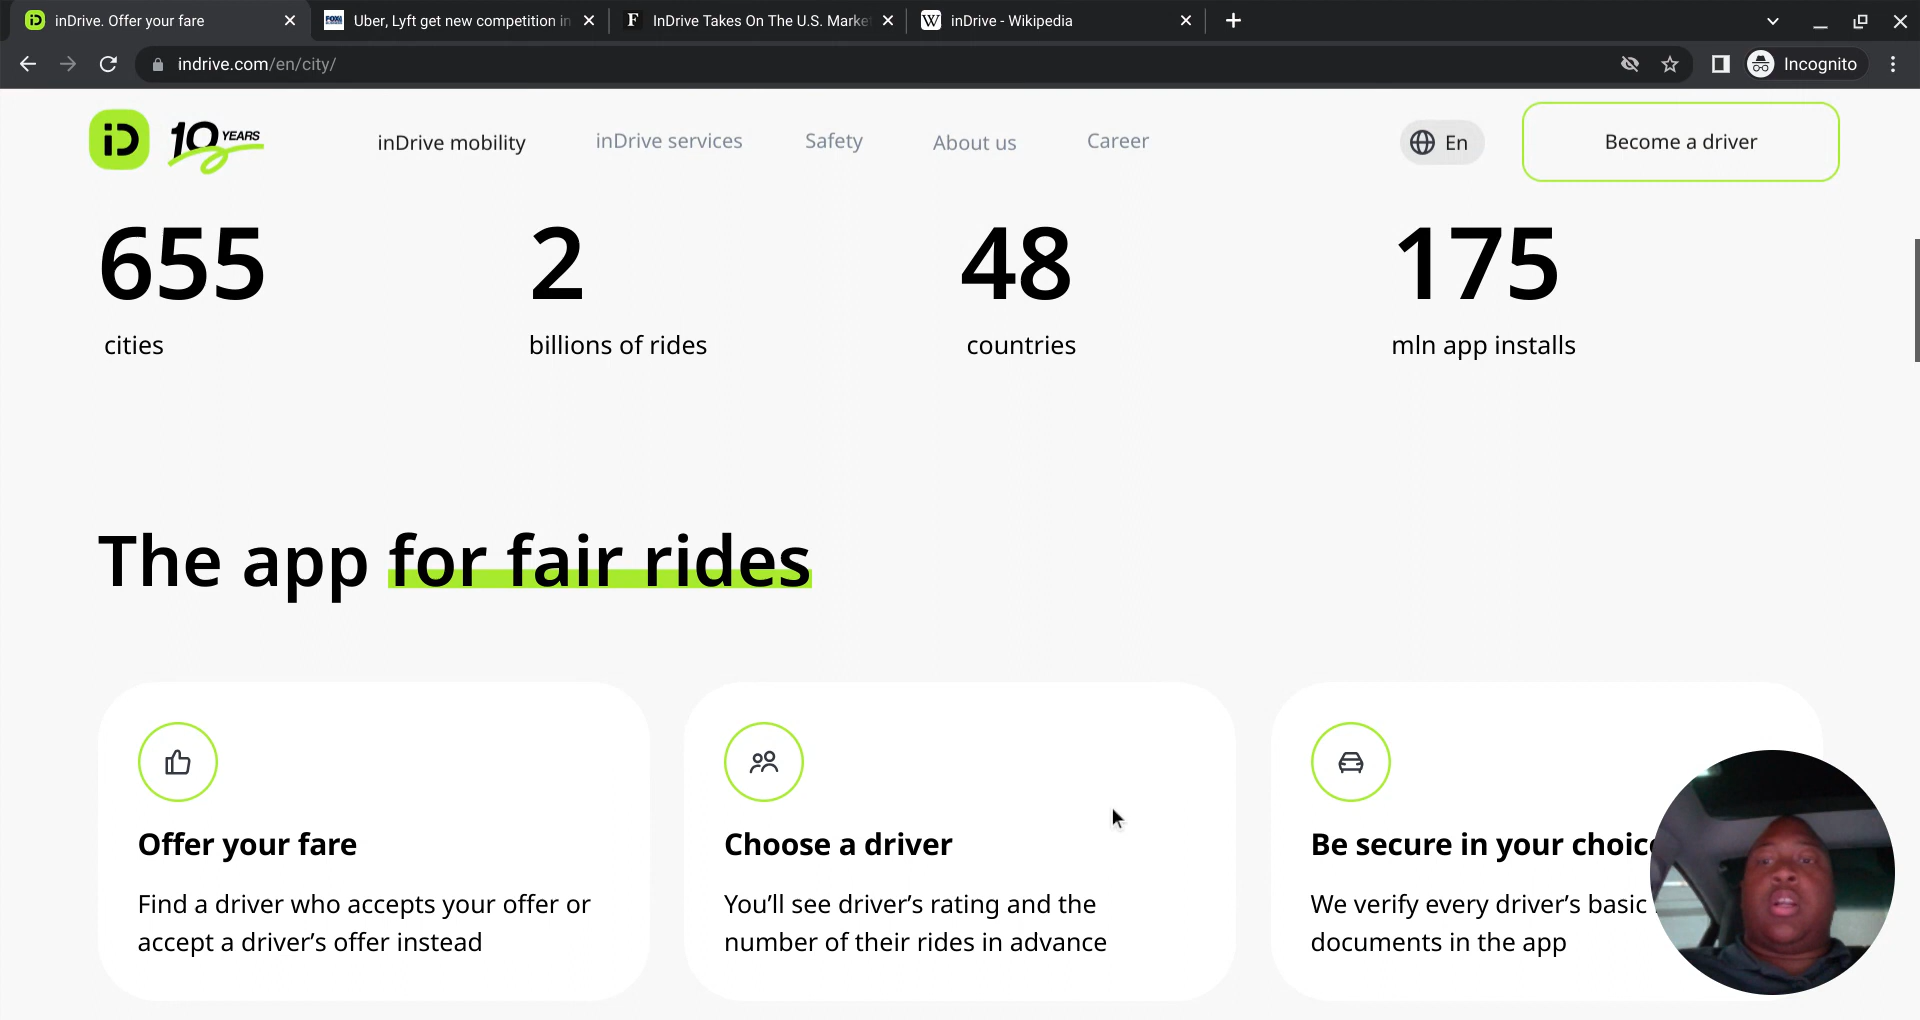 inDrive. Offer your fare
Uber, Lyft get new competition in
InDrive Takes On The U.S. Marke
inDrive - Wikipedia
indrive.com/en/city/
Incognito
iD
10 YEARS
inDrive mobility
inDrive services
Safety
About us
Career
En
Become a driver
655
2
48
175
cities
billions of rides
countries
mln app installs
The app for fair rides
Offer your fare
Find a driver who accepts your offer or
accept a driver’s offer instead
Choose a driver
You’ll see driver’s rating and the
number of their rides in advance
Be secure in your choic
We verify every driver’s basic
documents in the app